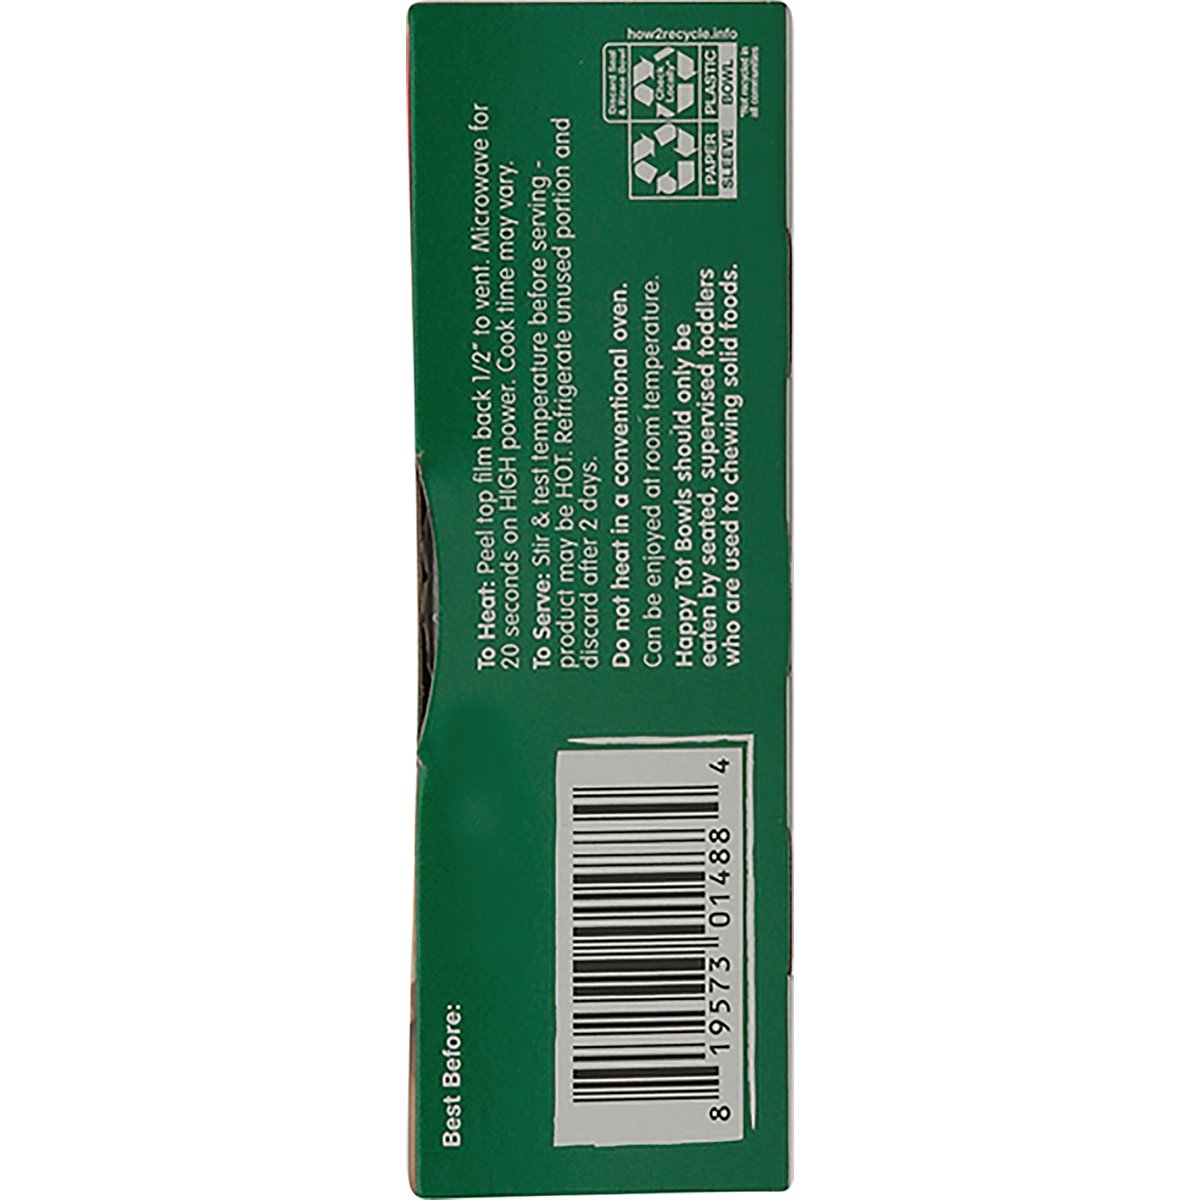 Best Before:
8 19573 01488 4
To Heat: Peel top film back 1/2" to vent. Microwave for
20 seconds on HIGH power. Cook time may vary.
To Serve: Stir & test temperature before serving -
product may be HOT. Refrigerate unused portion and
discard after 2 days.
Do not heat in a conventional oven.
Can be enjoyed at room temperature.
Happy Tot Bowls should only be
eaten by seated, supervised toddlers
who are used to chewing solid foods.
how2recycle.info
Discard Seal
& Rinse Bowl
Check
Locally*
PAPER
SLEEVE
PLASTIC
BOWL
*Not recycled in
all communities